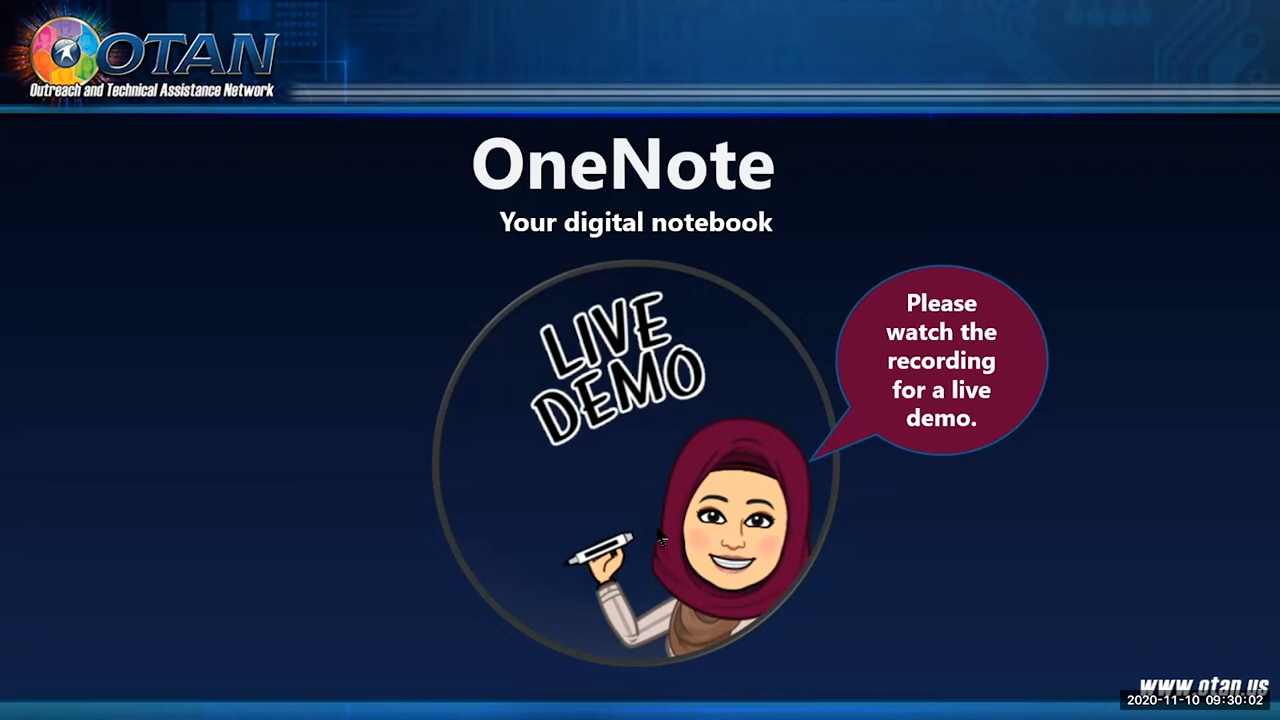 OTAN
Outreach and Technical Assistance Network
OneNote
Your digital notebook
LIVE
DEMO
Please
watch the
recording
for a live
demo.
www.otan.us
2020-11-10 09:30:02